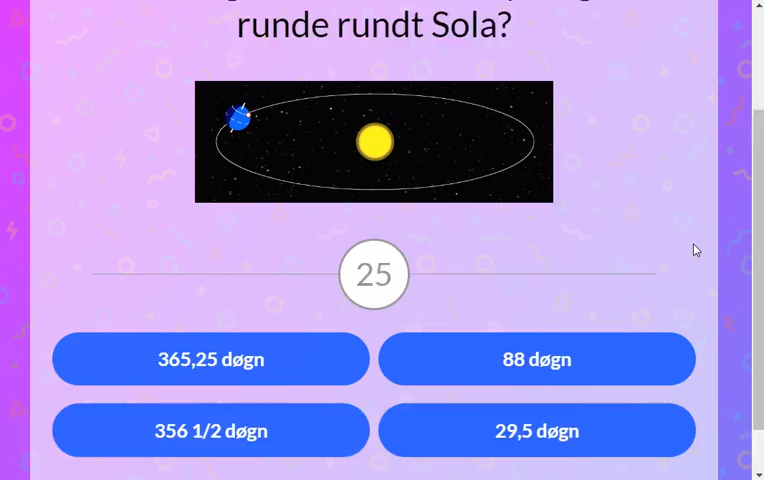 runde rundt Sola?
25
365,25 døgn
88 døgn
356 1/2 døgn
29,5 døgn